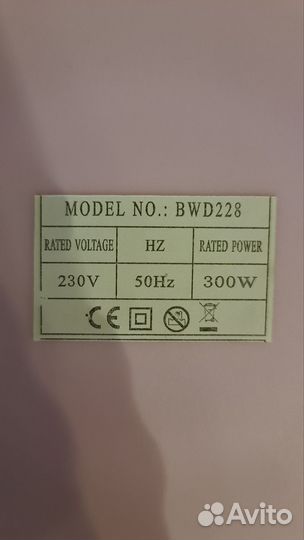 MODEL NO.: BWD228
RATED VOLTAGE HZ RATED POWER
230V 50Hz 300W
CE
Avito